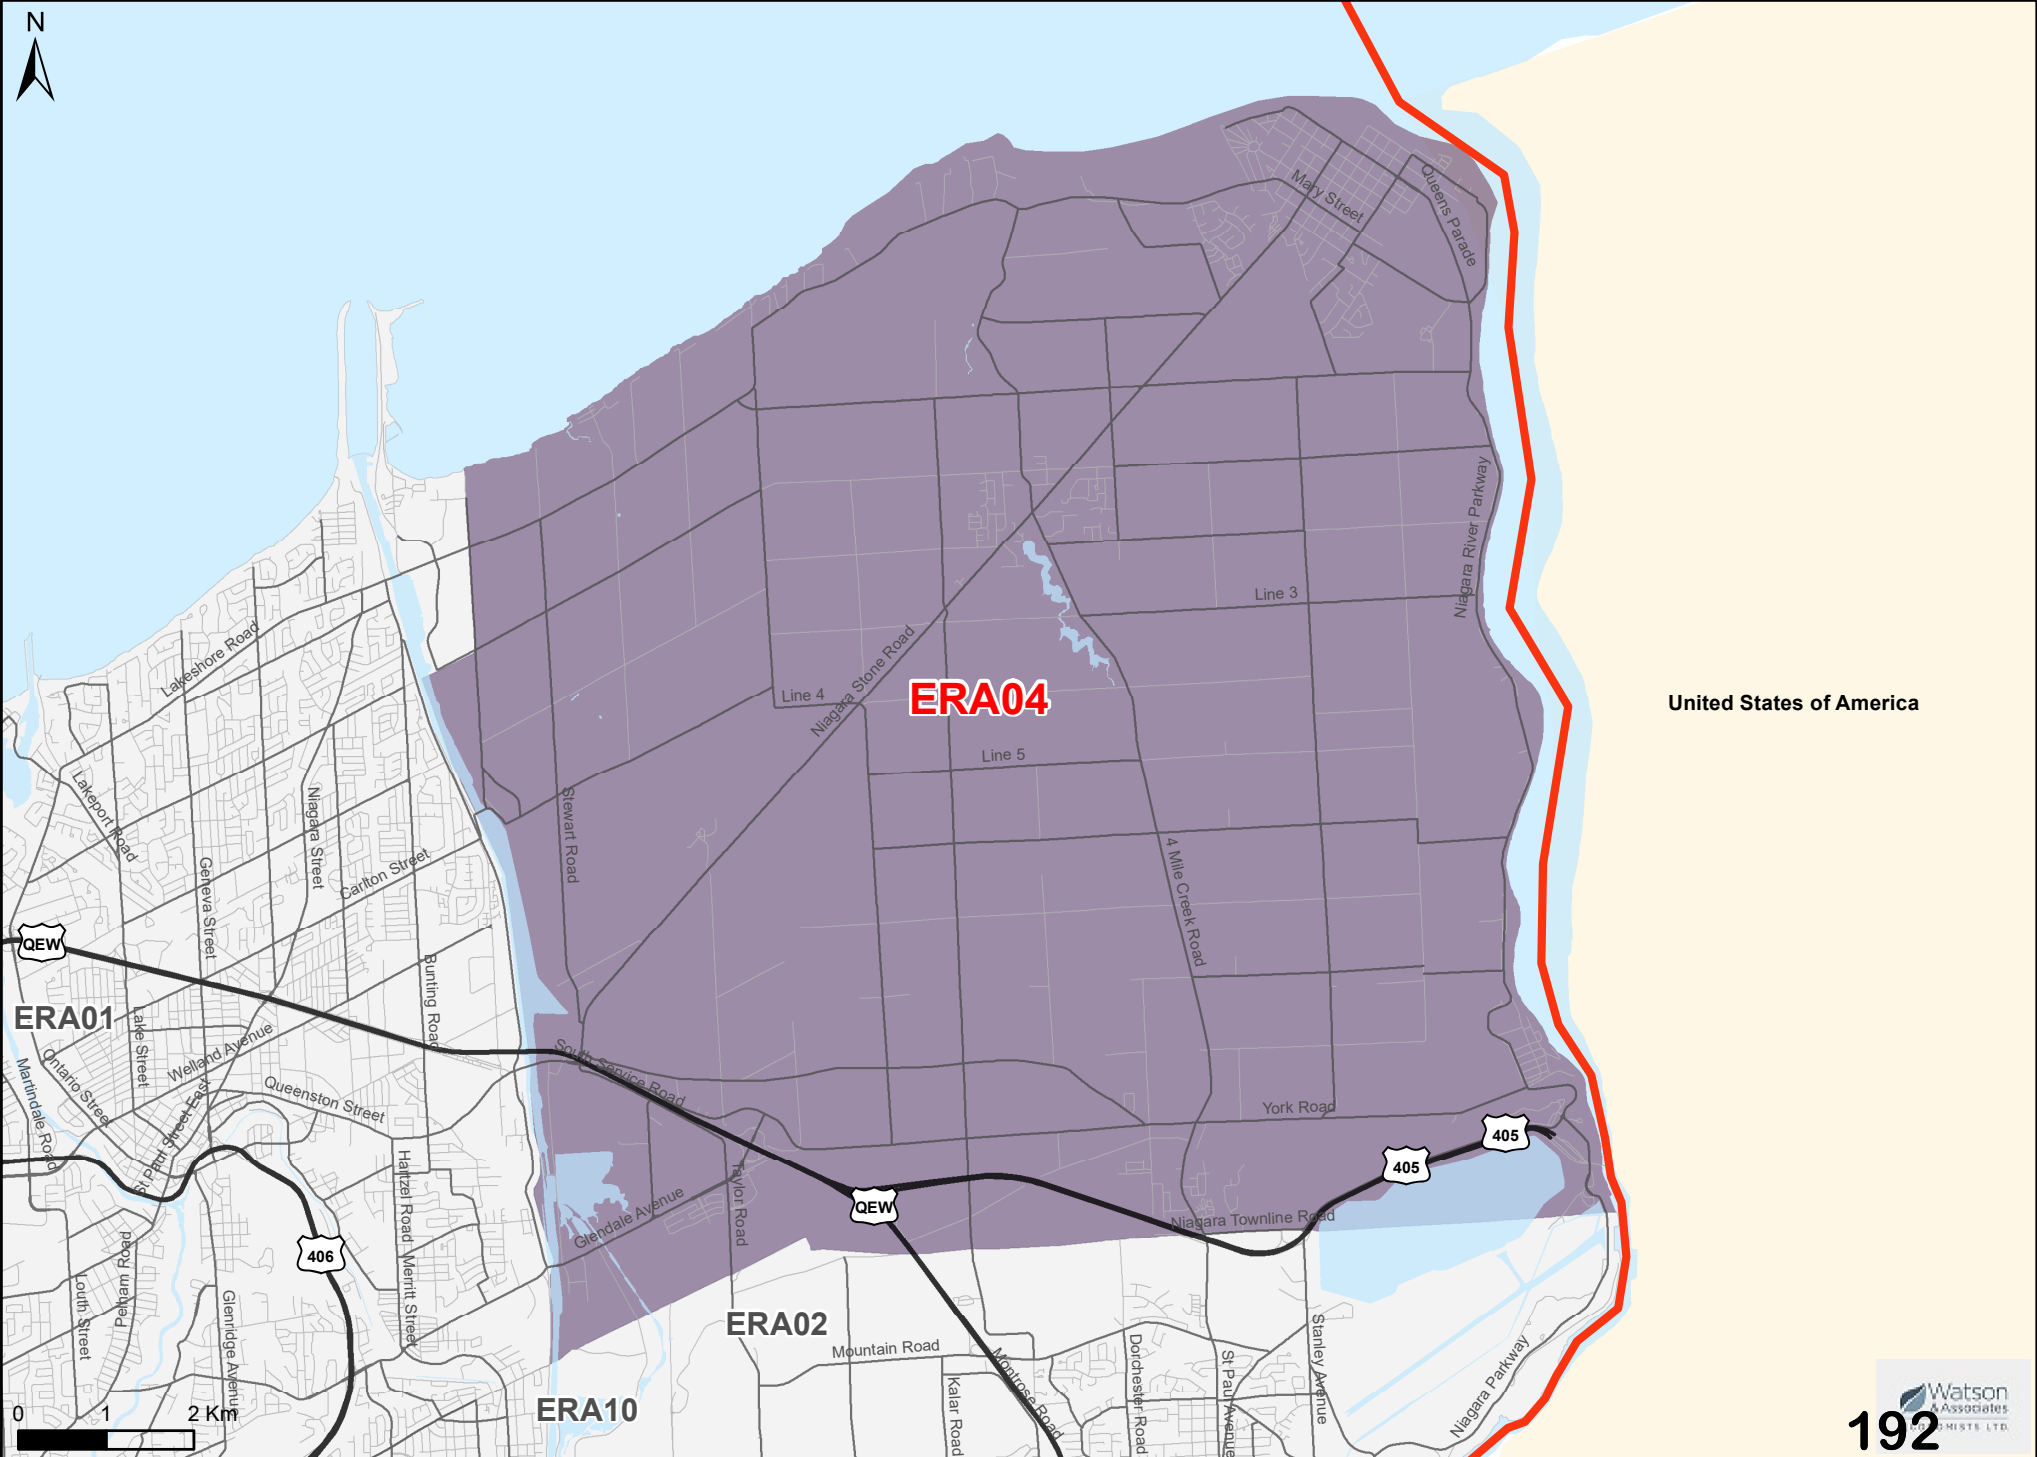 N
Mary Street
Queens Parade
Niagara River Parkway
Line 3
Lakeshore Road
Niagara Stone Road
Line 4
ERA04
United States of America
Line 5
Lakeport Road
Niagara Street
Stewart Road
Carlton Street
Geneva Street
4 Mile Creek Road
QEW
Bunting Road
ERA01
Lake Street
Welland Avenue
South Service Road
Ontario Street
Martindale Road
Queenston Street
St Paul Street East
York Road
405
405
Hartzel Road
Taylor Road
QEW
Glendale Avenue
Niagara Townline Road
406
Pelham Road
Merritt Street
South Street
Glenridge Avenue
ERA02
Mountain Road
Montrose Road
Dorchester Road
St Paul Avenue
Stanley Avenue
Niagara Parkway
Kalar Road
ERA10
0 1 2 Km
Watson
& Associates
192